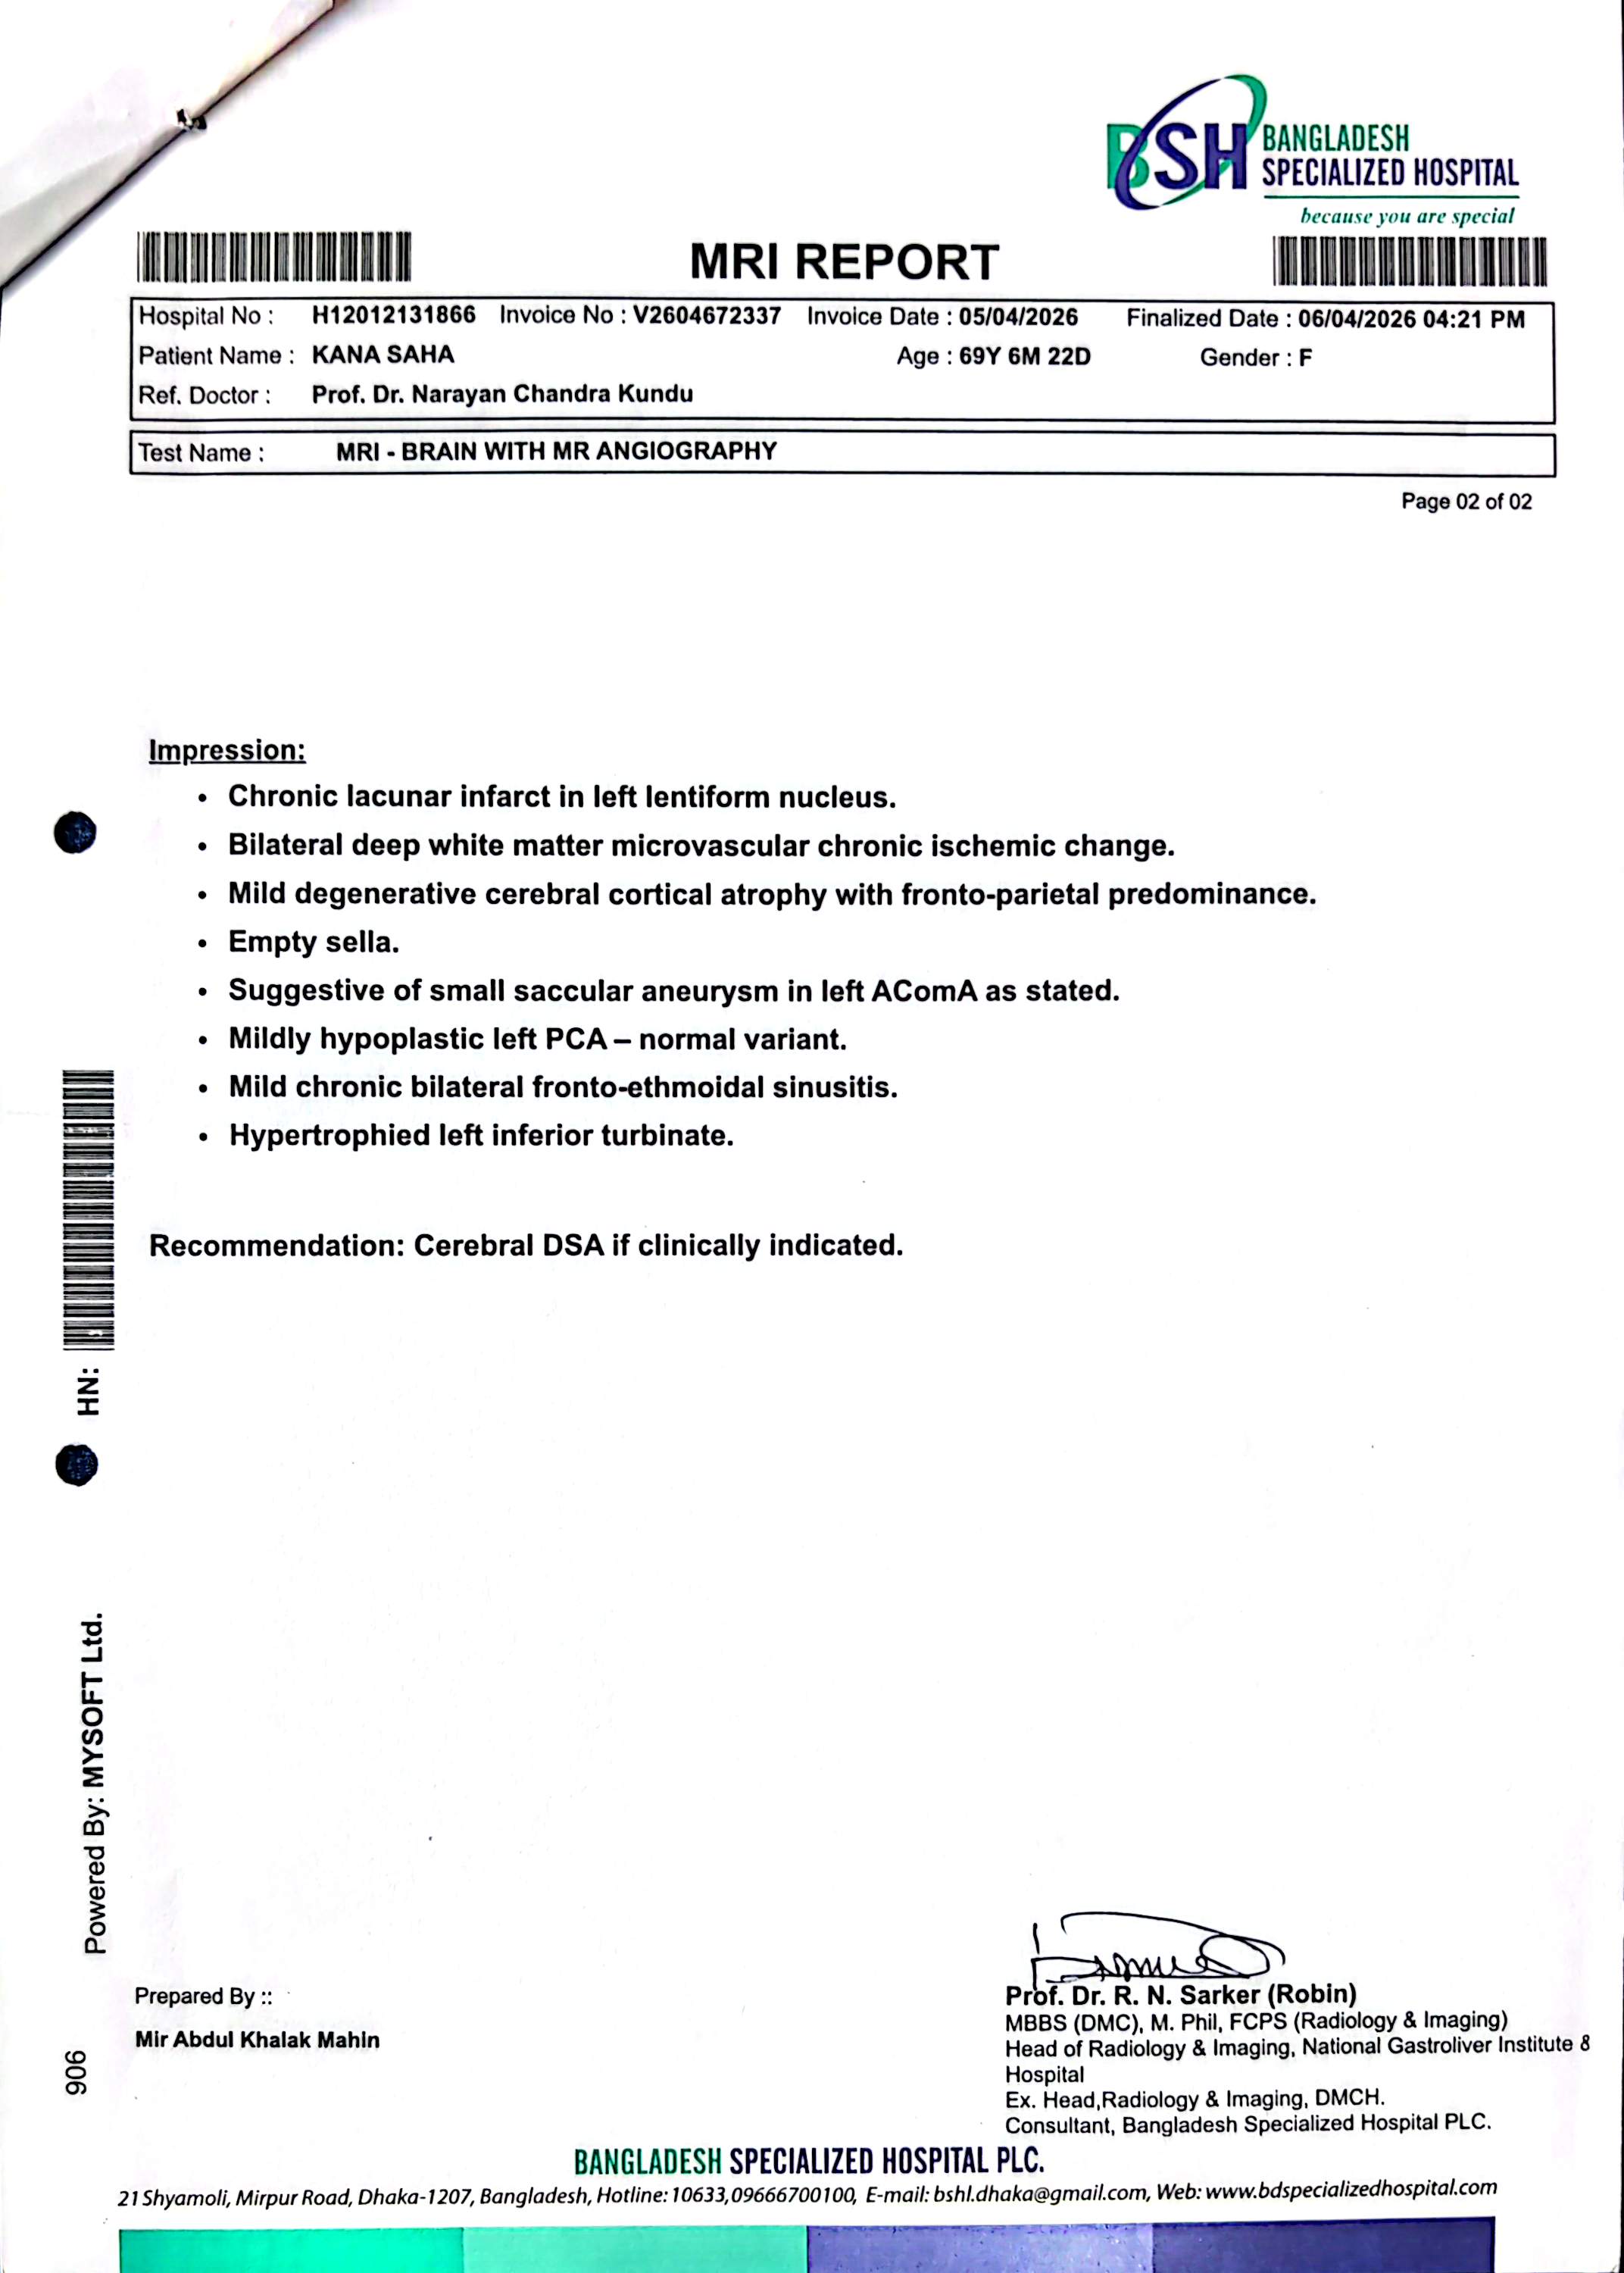 BSH BANGLADESH
SPECIALIZED HOSPITAL
because you are special
MRI REPORT
Hospital No : H12012131866 Invoice No : V2604672337 Invoice Date : 05/04/2026 Finalized Date : 06/04/2026 04:21 PM
Patient Name : KANA SAHA Age : 69Y 6M 22D Gender : F
Ref. Doctor : Prof. Dr. Narayan Chandra Kundu
Test Name : MRI - BRAIN WITH MR ANGIOGRAPHY
Page 02 of 02
Impression:
• Chronic lacunar infarct in left lentiform nucleus.
• Bilateral deep white matter microvascular chronic ischemic change.
• Mild degenerative cerebral cortical atrophy with fronto-parietal predominance.
• Empty sella.
• Suggestive of small saccular aneurysm in left AComA as stated.
• Mildly hypoplastic left PCA – normal variant.
• Mild chronic bilateral fronto-ethmoidal sinusitis.
• Hypertrophied left inferior turbinate.
Recommendation: Cerebral DSA if clinically indicated.
HN:
Powered By: MYSOFT Ltd.
906
Prepared By ::
Mir Abdul Khalak Mahin
Prof. Dr. R. N. Sarker (Robin)
MBBS (DMC), M. Phil, FCPS (Radiology & Imaging)
Head of Radiology & Imaging, National Gastroliver Institute &
Hospital
Ex. Head,Radiology & Imaging, DMCH.
Consultant, Bangladesh Specialized Hospital PLC.
BANGLADESH SPECIALIZED HOSPITAL PLC.
21 Shyamoli, Mirpur Road, Dhaka-1207, Bangladesh, Hotline: 10633,09666700100, E-mail: bshl.dhaka@gmail.com, Web: www.bdspecializedhospital.com